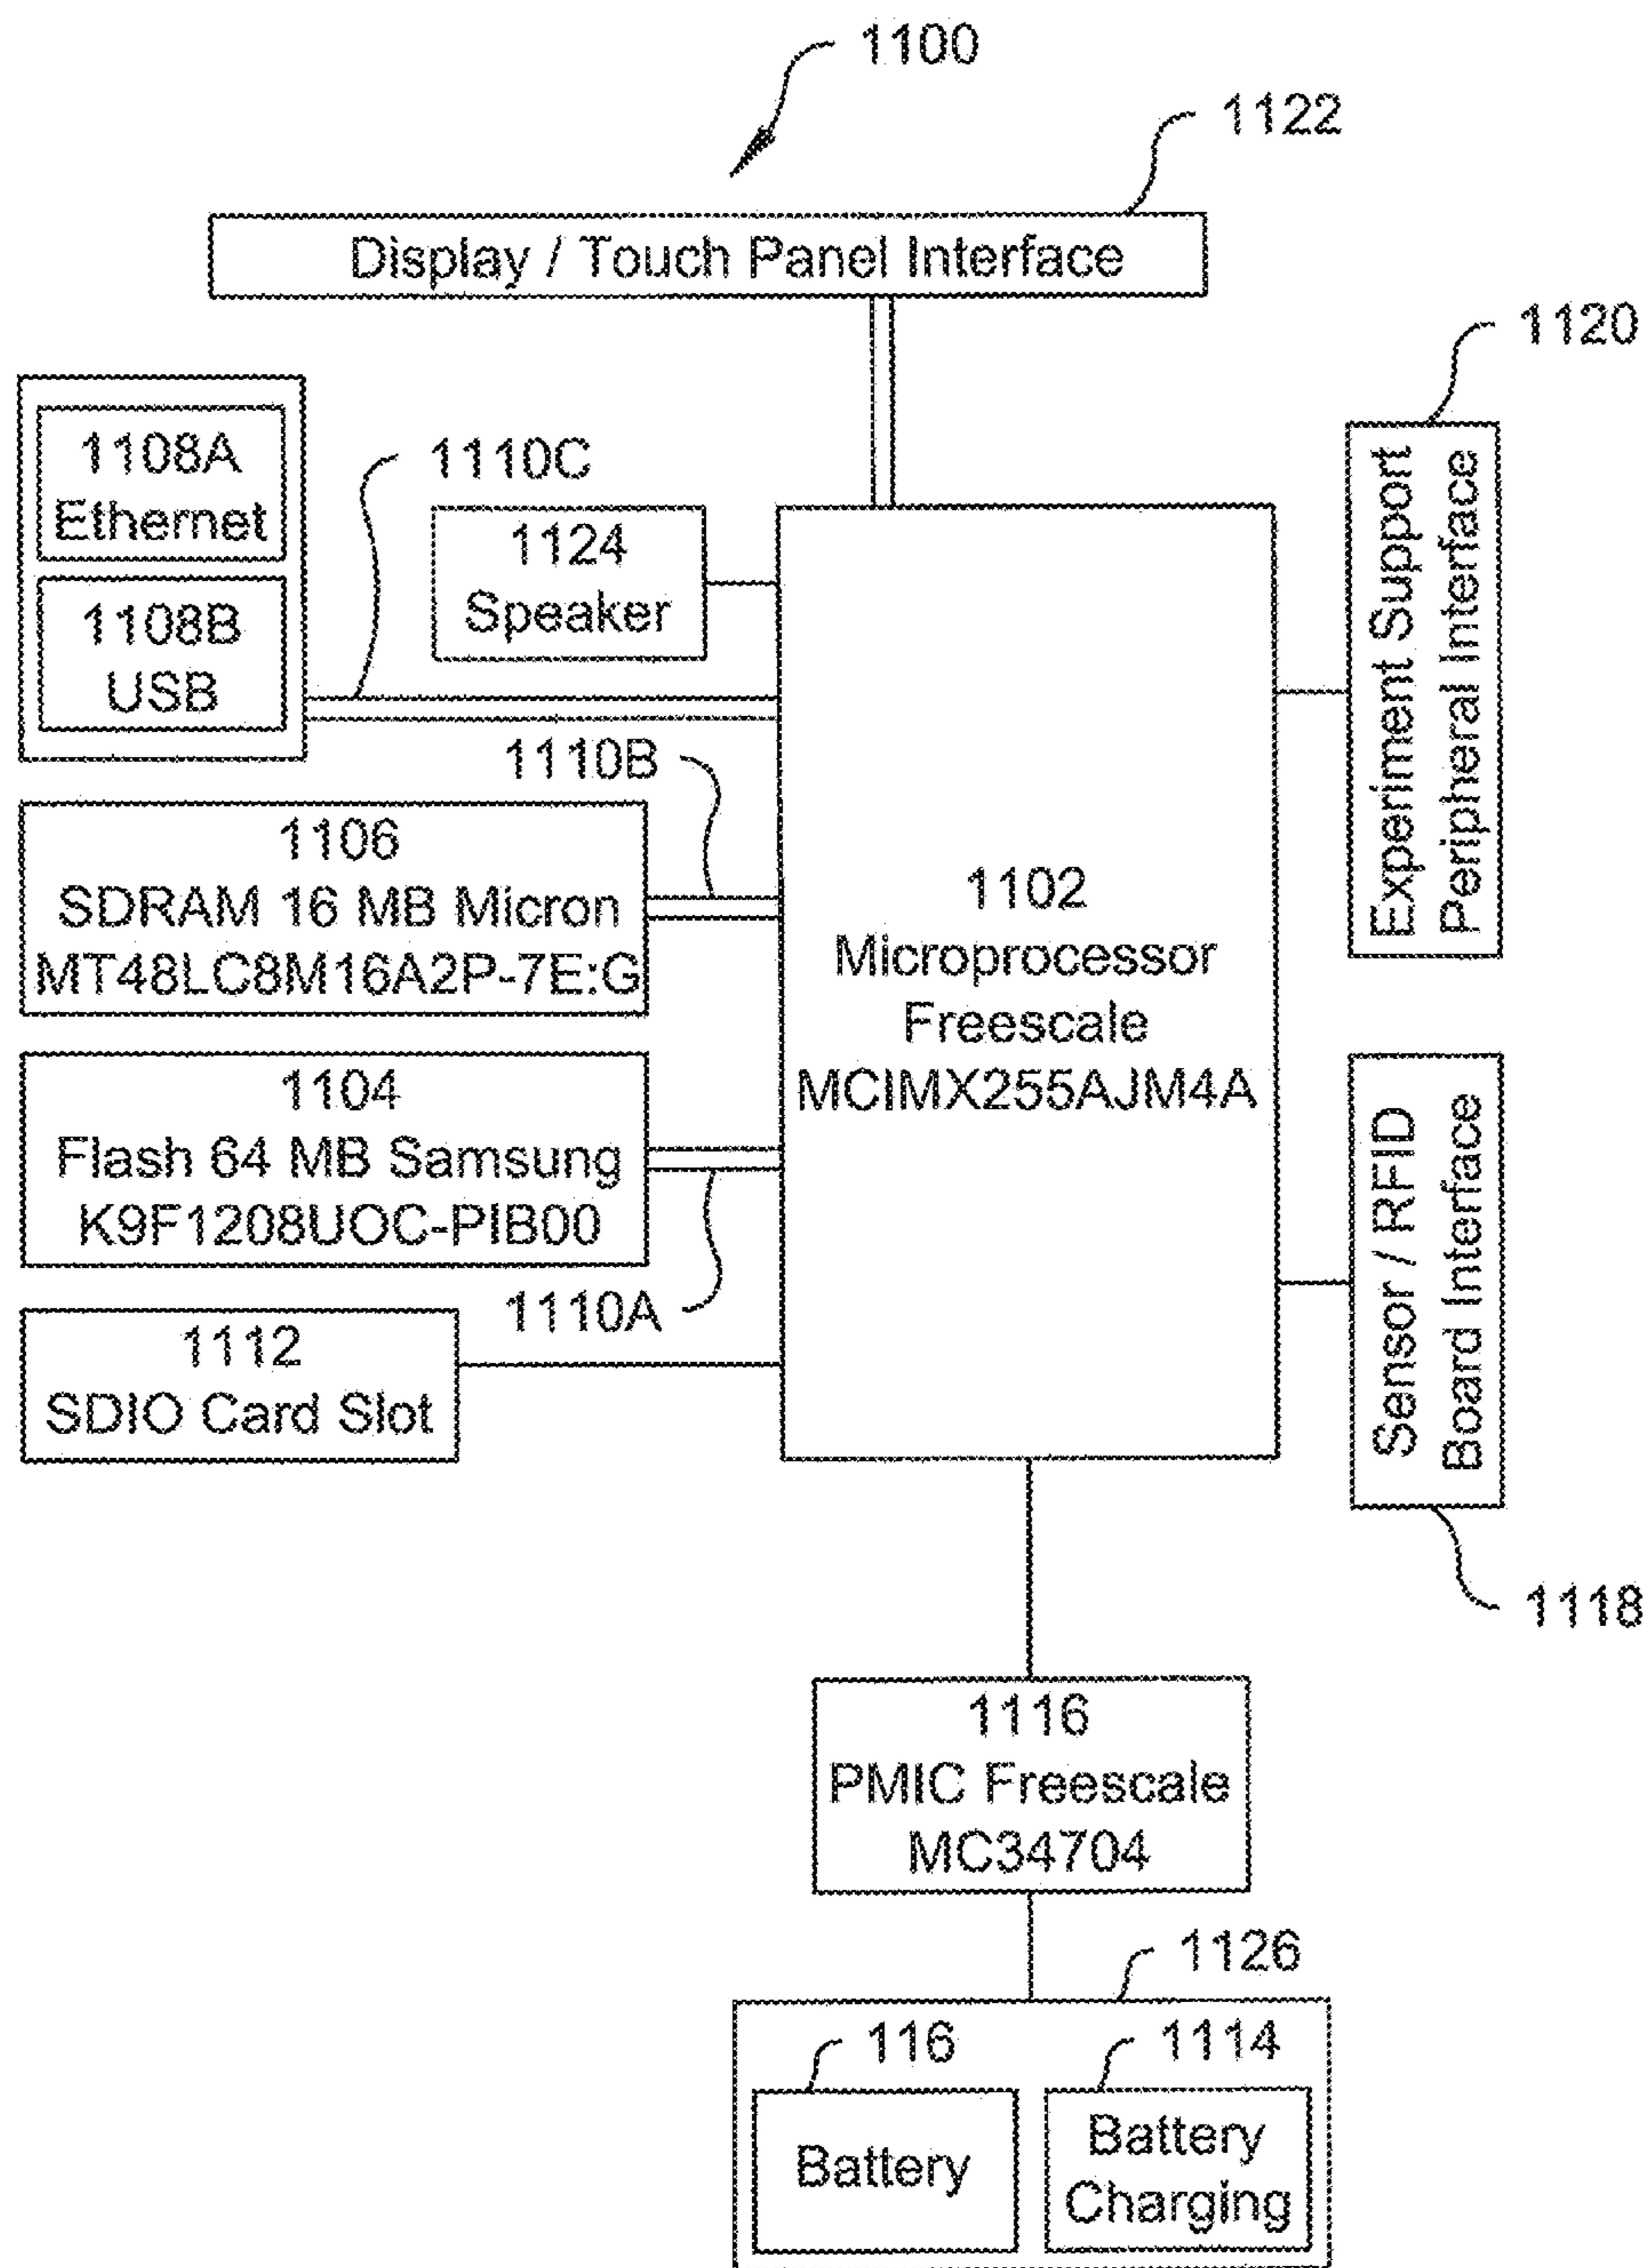 1100
1122
Display / Touch Panel Interface
1120
1108A
Ethernet
1108B
USB
1110C
1124
Speaker
Experiment Support
Peripheral Interface
1110B
1106
SDRAM 16 MB Micron
MT48LC8M16A2P-7E:G
1102
Microprocessor
Freescale
MCIMX255AJM4A
1104
Flash 64 MB Samsung
K9F1208UOC-PIB00
1110A
Sensor / RFID
Board Interface
1112
SDIO Card Slot
1118
1116
PMIC Freescale
MC34704
1126
116
1114
Battery
Battery
Charging